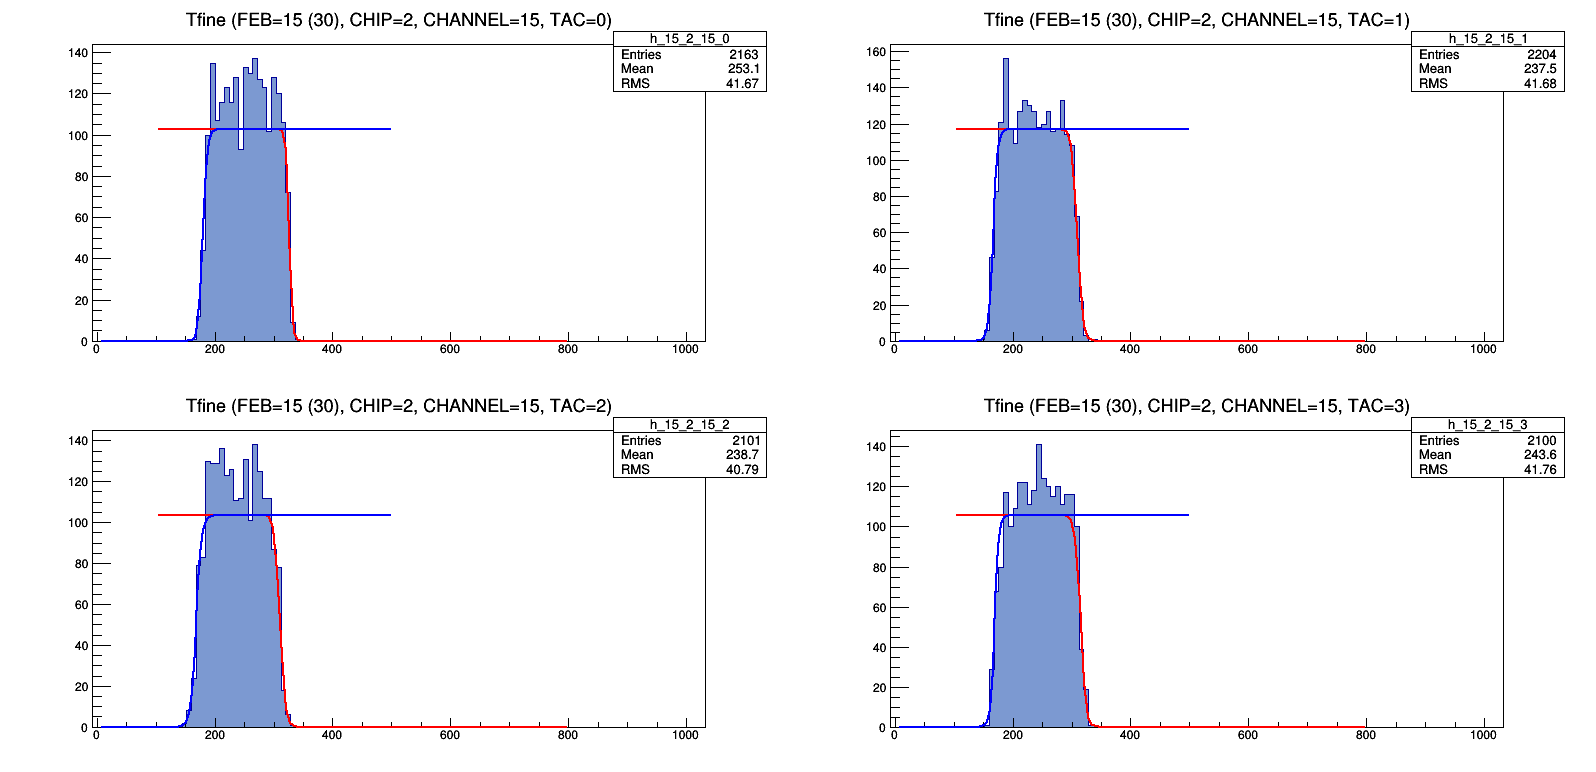 Tfine (FEB=15 (30), CHIP=2, CHANNEL=15, TAC=0)
h_15_2_15_0
Entries 2163
Mean 253.1
RMS 41.67
140
120
100
80
60
40
20
0
0 200 400 600 800 1000
Tfine (FEB=15 (30), CHIP=2, CHANNEL=15, TAC=1)
h_15_2_15_1
Entries 2204
Mean 237.5
RMS 41.68
160
140
120
100
80
60
40
20
0
0 200 400 600 800 1000
Tfine (FEB=15 (30), CHIP=2, CHANNEL=15, TAC=2)
h_15_2_15_2
Entries 2101
Mean 238.7
RMS 40.79
140
120
100
80
60
40
20
0
0 200 400 600 800 1000
Tfine (FEB=15 (30), CHIP=2, CHANNEL=15, TAC=3)
h_15_2_15_3
Entries 2100
Mean 243.6
RMS 41.76
140
120
100
80
60
40
20
0
0 200 400 600 800 1000